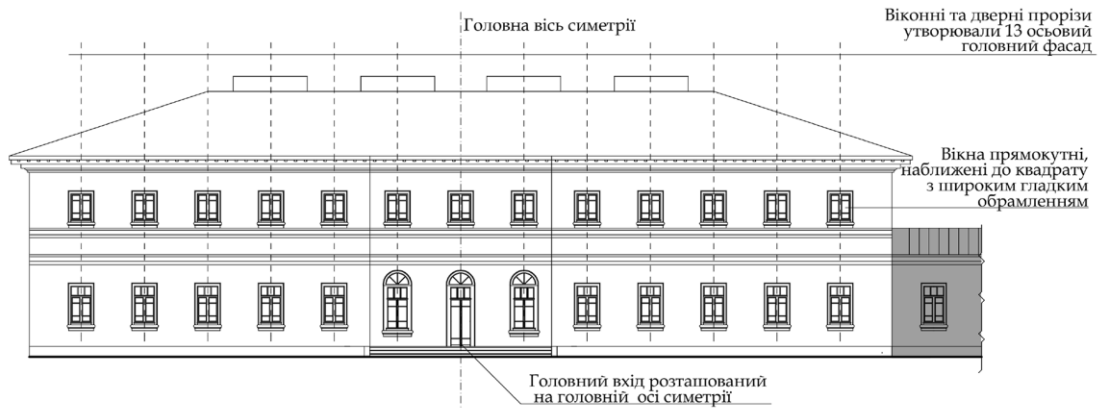 Головна вісь симетрії
Віконні та дверні прорізи
утворювали 13 осьовий
головний фасад
Вікна прямокутні,
наближені до квадрату
з широким гладким
обрамленням
Головний вхід розташований
на головній осі симетрії